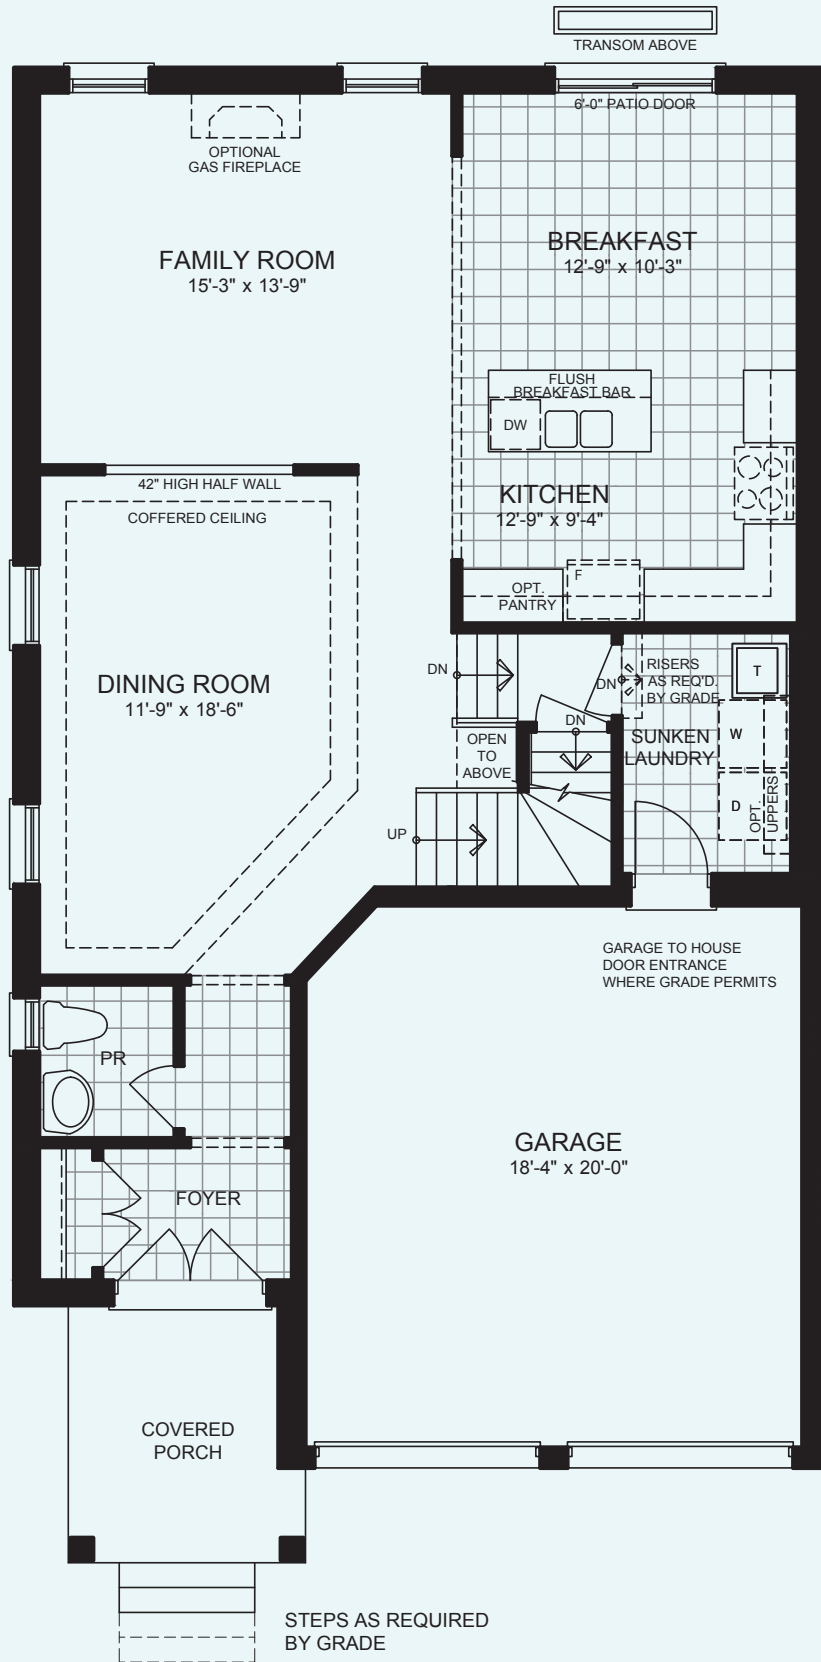 TRANSOM ABOVE
6'-0" PATIO DOOR
OPTIONAL
GAS FIREPLACE
FAMILY ROOM
15'-3" x 13'-9"
BREAKFAST
12'-9" x 10'-3"
FLUSH
BREAKFAST BAR
DW
42" HIGH HALF WALL
COFFERED CEILING
KITCHEN
12'-9" x 9'-4"
F
OPT.
PANTRY
DINING ROOM
11'-9" x 18'-6"
DN
DN
RISERS
AS REQ'D.
BY GRADE
T
DN
OPEN
TO
ABOVE
SUNKEN
LAUNDRY
W
D
OPT.
UPPERS
UP
GARAGE TO HOUSE
DOOR ENTRANCE
WHERE GRADE PERMITS
PR
GARAGE
18'-4" x 20'-0"
FOYER
COVERED
PORCH
STEPS AS REQUIRED
BY GRADE